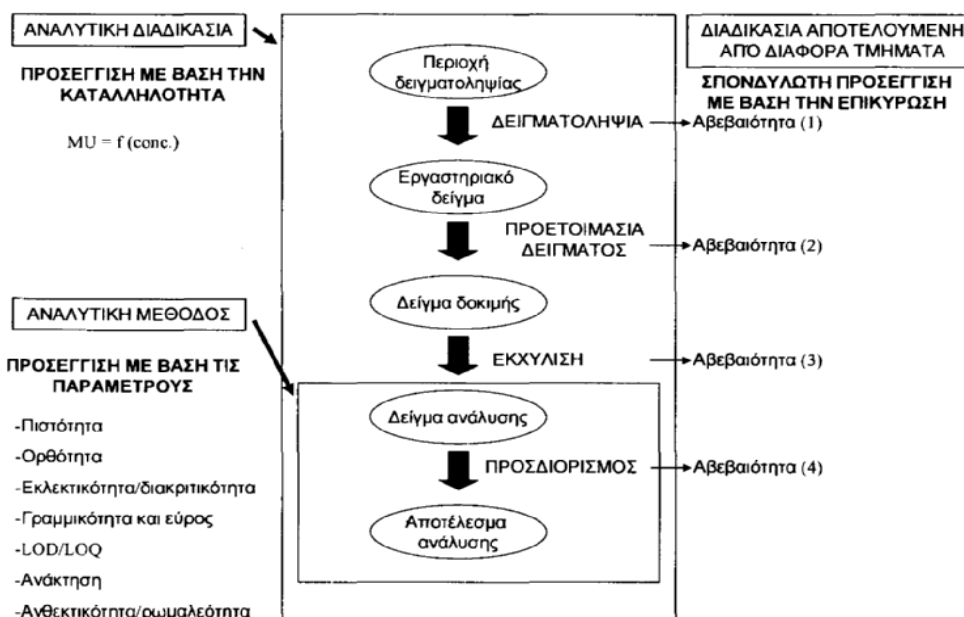 ΑΝΑΛΥΤΙΚΗ ΔΙΑΔΙΚΑΣΙΑ
ΠΡΟΣΕΓΓΙΣΗ ΜΕ ΒΑΣΗ ΤΗΝ
ΚΑΤΑΛΛΗΛΟΤΗΤΑ
MU = f (conc.)
ΑΝΑΛΥΤΙΚΗ ΜΕΘΟΔΟΣ
ΠΡΟΣΕΓΓΙΣΗ ΜΕ ΒΑΣΗ ΤΙΣ
ΠΑΡΑΜΕΤΡΟΥΣ
-Πιστότητα
-Ορθότητα
-Εκλεκτικότητα/διακριτικότητα
-Γραμμικότητα και εύρος
-LOD/LOQ
-Ανάκτηση
-Ανθεκτικότητα/ρωμαλεότητα
Περιοχή
δειγματοληψίας
ΔΕΙΓΜΑΤΟΛΗΨΙΑ
Εργαστηριακό
δείγμα
ΠΡΟΕΤΟΙΜΑΣΙΑ
ΔΕΙΓΜΑΤΟΣ
Δείγμα δοκιμής
ΕΚΧΥΛΙΣΗ
Δείγμα ανάλυσης
ΠΡΟΣΔΙΟΡΙΣΜΟΣ
Αποτέλεσμα
ανάλυσης
ΔΙΑΔΙΚΑΣΙΑ ΑΠΟΤΕΛΟΥΜΕΝΗ
ΑΠΌ ΔΙΑΦΟΡΑ ΤΜΗΜΑΤΑ
ΣΠΟΝΔΥΛΩΤΗ ΠΡΟΣΕΓΓΙΣΗ
ΜΕ ΒΑΣΗ ΤΗΝ ΕΠΙΚΥΡΩΣΗ
Αβεβαιότητα (1)
Αβεβαιότητα (2)
Αβεβαιότητα (3)
Αβεβαιότητα (4)